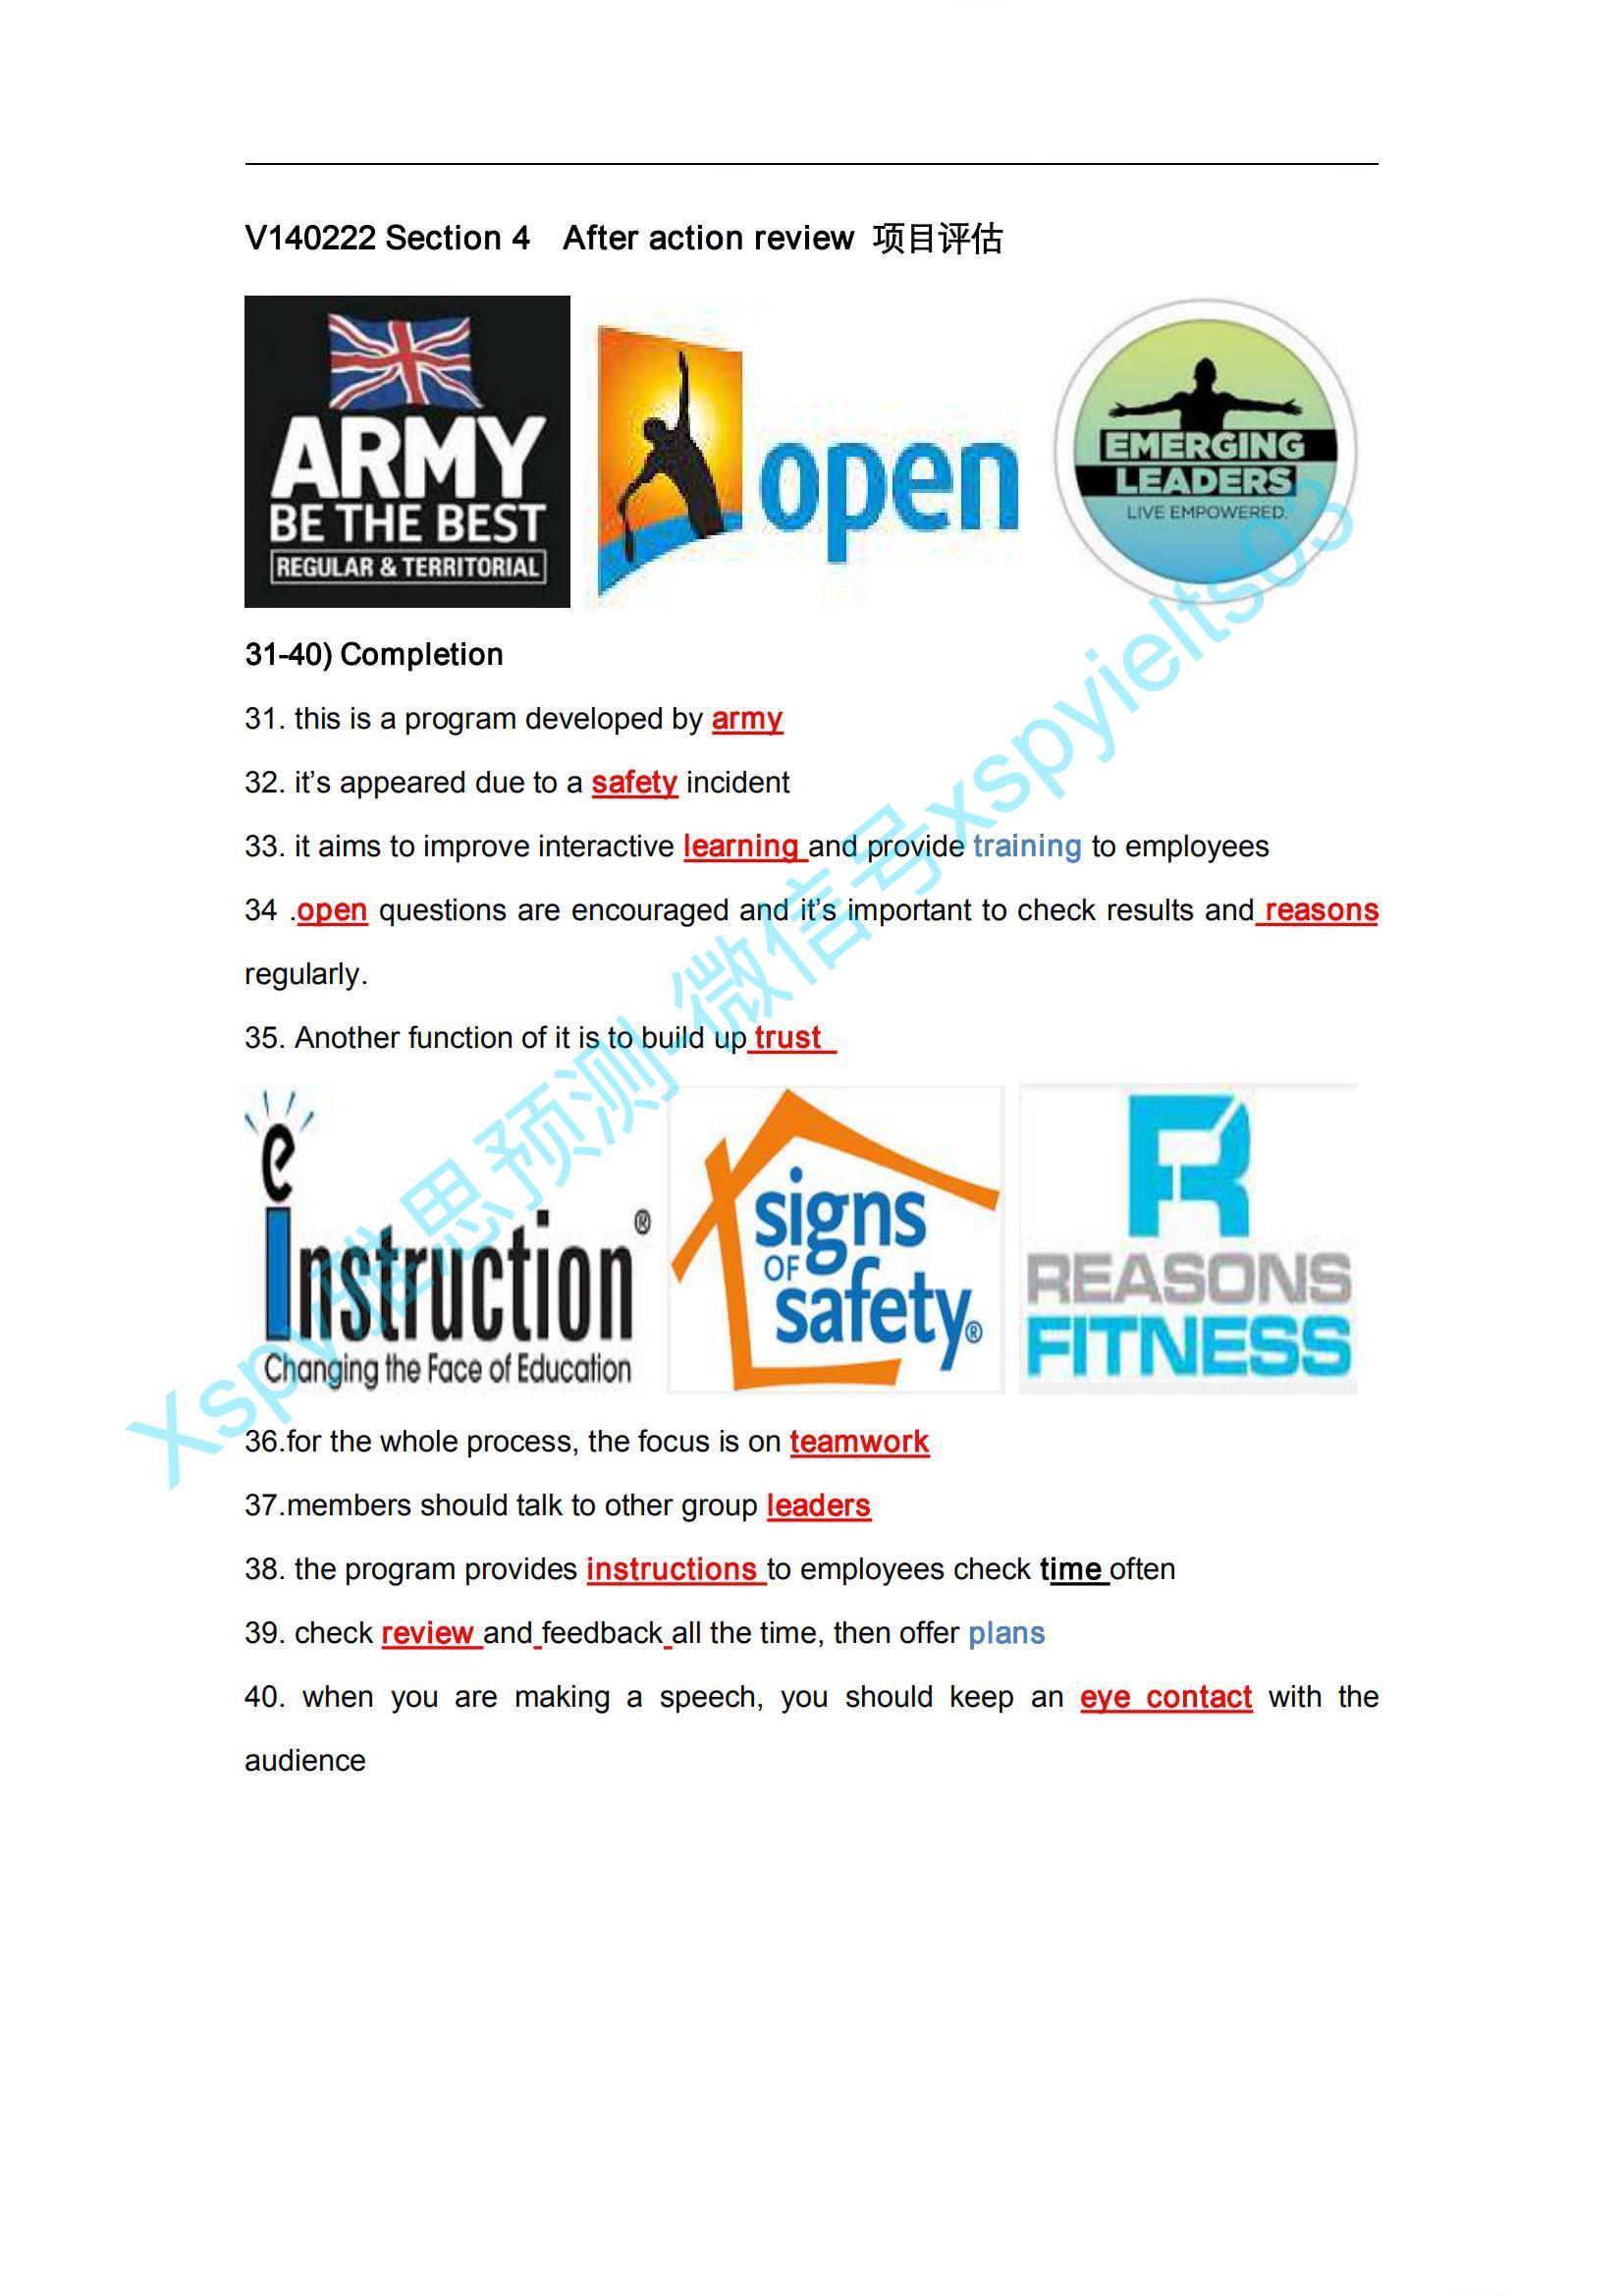 V140222 Section 4 After action review 项目评估
ARMY
BE THE BEST
REGULAR & TERRITORIAL
open
EMERGING
LEADERS
LIVE EMPOWERED.
31-40) Completion
31. this is a program developed by army
32. it’s appeared due to a safety incident
33. it aims to improve interactive learning and provide training to employees
34 .open questions are encouraged and it’s important to check results and reasons
regularly.
35. Another function of it is to build up trust
eInstruction®
Changing the Face of Education
signs
OF
safety®
R
REASONS
FITNESS
36.for the whole process, the focus is on teamwork
37.members should talk to other group leaders
38. the program provides instructions to employees check time often
39. check review and feedback all the time, then offer plans
40. when you are making a speech, you should keep an eye contact with the
audience
Xspy雅思预测-微信号xspyielts03